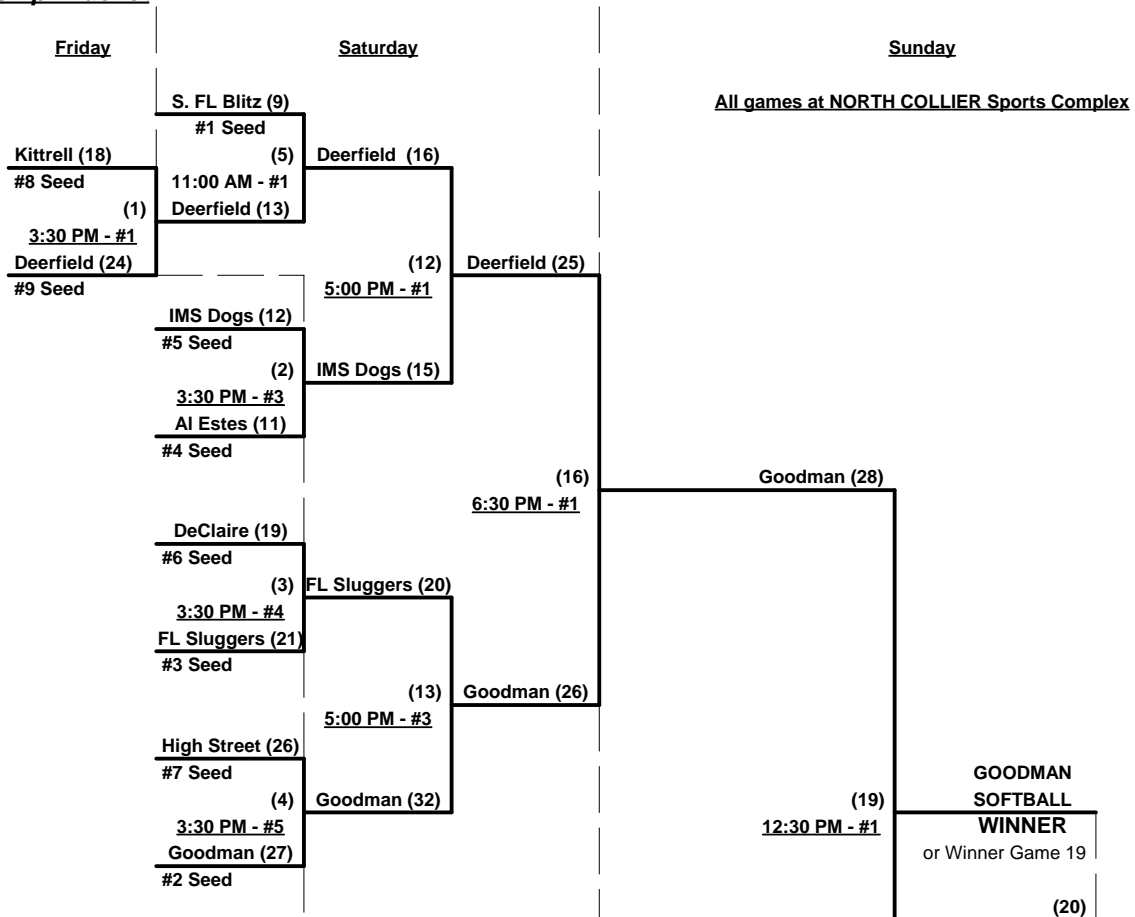 Friday
Saturday
Sunday
S. FL Blitz (9)
All games at NORTH COLLIER Sports Complex
#1 Seed
Kittrell (18)
(5)
Deerfield (16)
#8 Seed
11:00 AM - #1
(1)
Deerfield (13)
3:30 PM - #1
Deerfield (24)
(12)
Deerfield (25)
#9 Seed
5:00 PM - #1
IMS Dogs (12)
#5 Seed
(2)
IMS Dogs (15)
3:30 PM - #3
Al Estes (11)
#4 Seed
(16)
Goodman (28)
6:30 PM - #1
DeClaire (19)
#6 Seed
(3)
FL Sluggers (20)
3:30 PM - #4
FL Sluggers (21)
#3 Seed
(13)
Goodman (26)
5:00 PM - #3
High Street (26)
#7 Seed
GOODMAN
(4)
Goodman (32)
(19)
SOFTBALL
3:30 PM - #5
12:30 PM - #1
WINNER
Goodman (27)
or Winner Game 19
#2 Seed
(20)